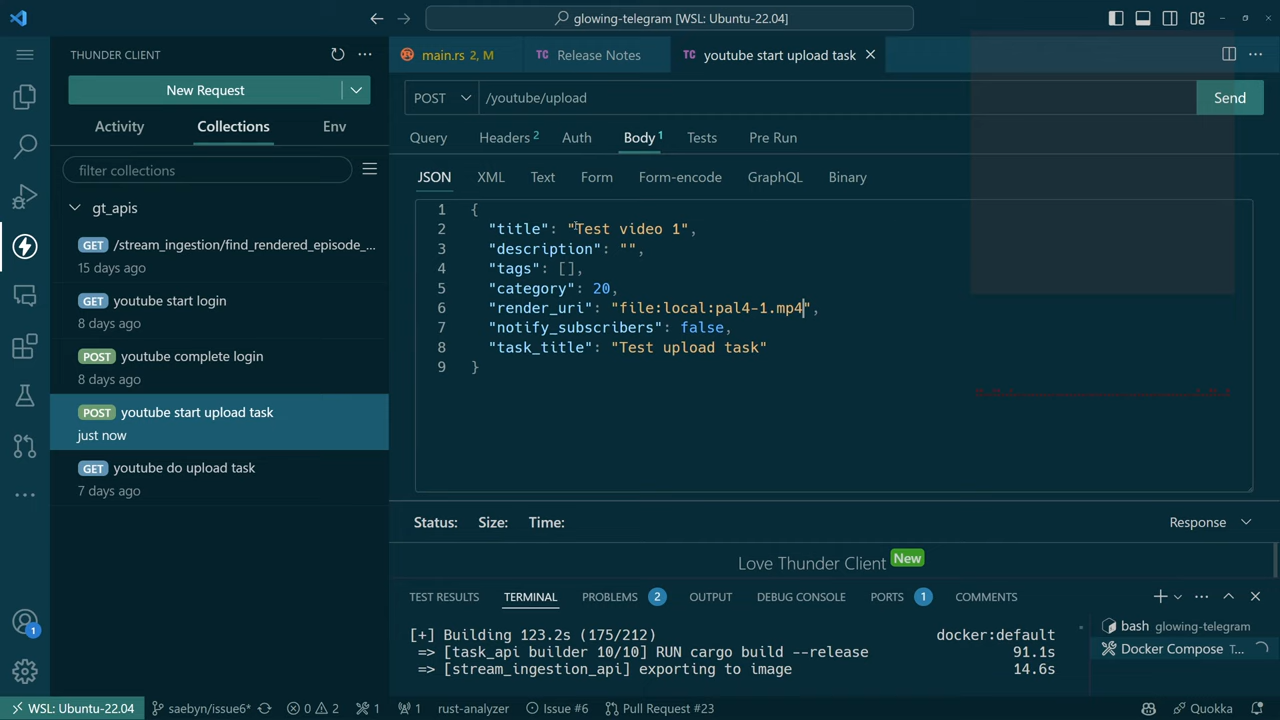 glowing-telegram [WSL: Ubuntu-22.04]
THUNDER CLIENT
New Request
Activity Collections Env
filter collections
gt_apis
GET /stream_ingestion/find_rendered_episode_...
15 days ago
GET youtube start login
8 days ago
POST youtube complete login
8 days ago
POST youtube start upload task
just now
GET youtube do upload task
7 days ago
main.rs 2, M TC Release Notes TC youtube start upload task
POST /youtube/upload Send
Query Headers 2 Auth Body 1 Tests Pre Run
JSON XML Text Form Form-encode GraphQL Binary
1 {
2 "title": "Test video 1",
3 "description": "",
4 "tags": [],
5 "category": 20,
6 "render_uri": "file:local:pal4-1.mp4",
7 "notify_subscribers": false,
8 "task_title": "Test upload task"
9 }
Status: Size: Time: Response
Love Thunder Client New
TEST RESULTS TERMINAL PROBLEMS 2 OUTPUT DEBUG CONSOLE PORTS 1 COMMENTS
[+] Building 123.2s (175/212) docker:default
=> [task_api builder 10/10] RUN cargo build --release 91.1s
=> [stream_ingestion_api] exporting to image 14.6s
bash glowing-telegram
Docker Compose T...
1
WSL: Ubuntu-22.04 saebyn/issue6* 0 2 1 1 rust-analyzer Issue #6 Pull Request #23 Quokka